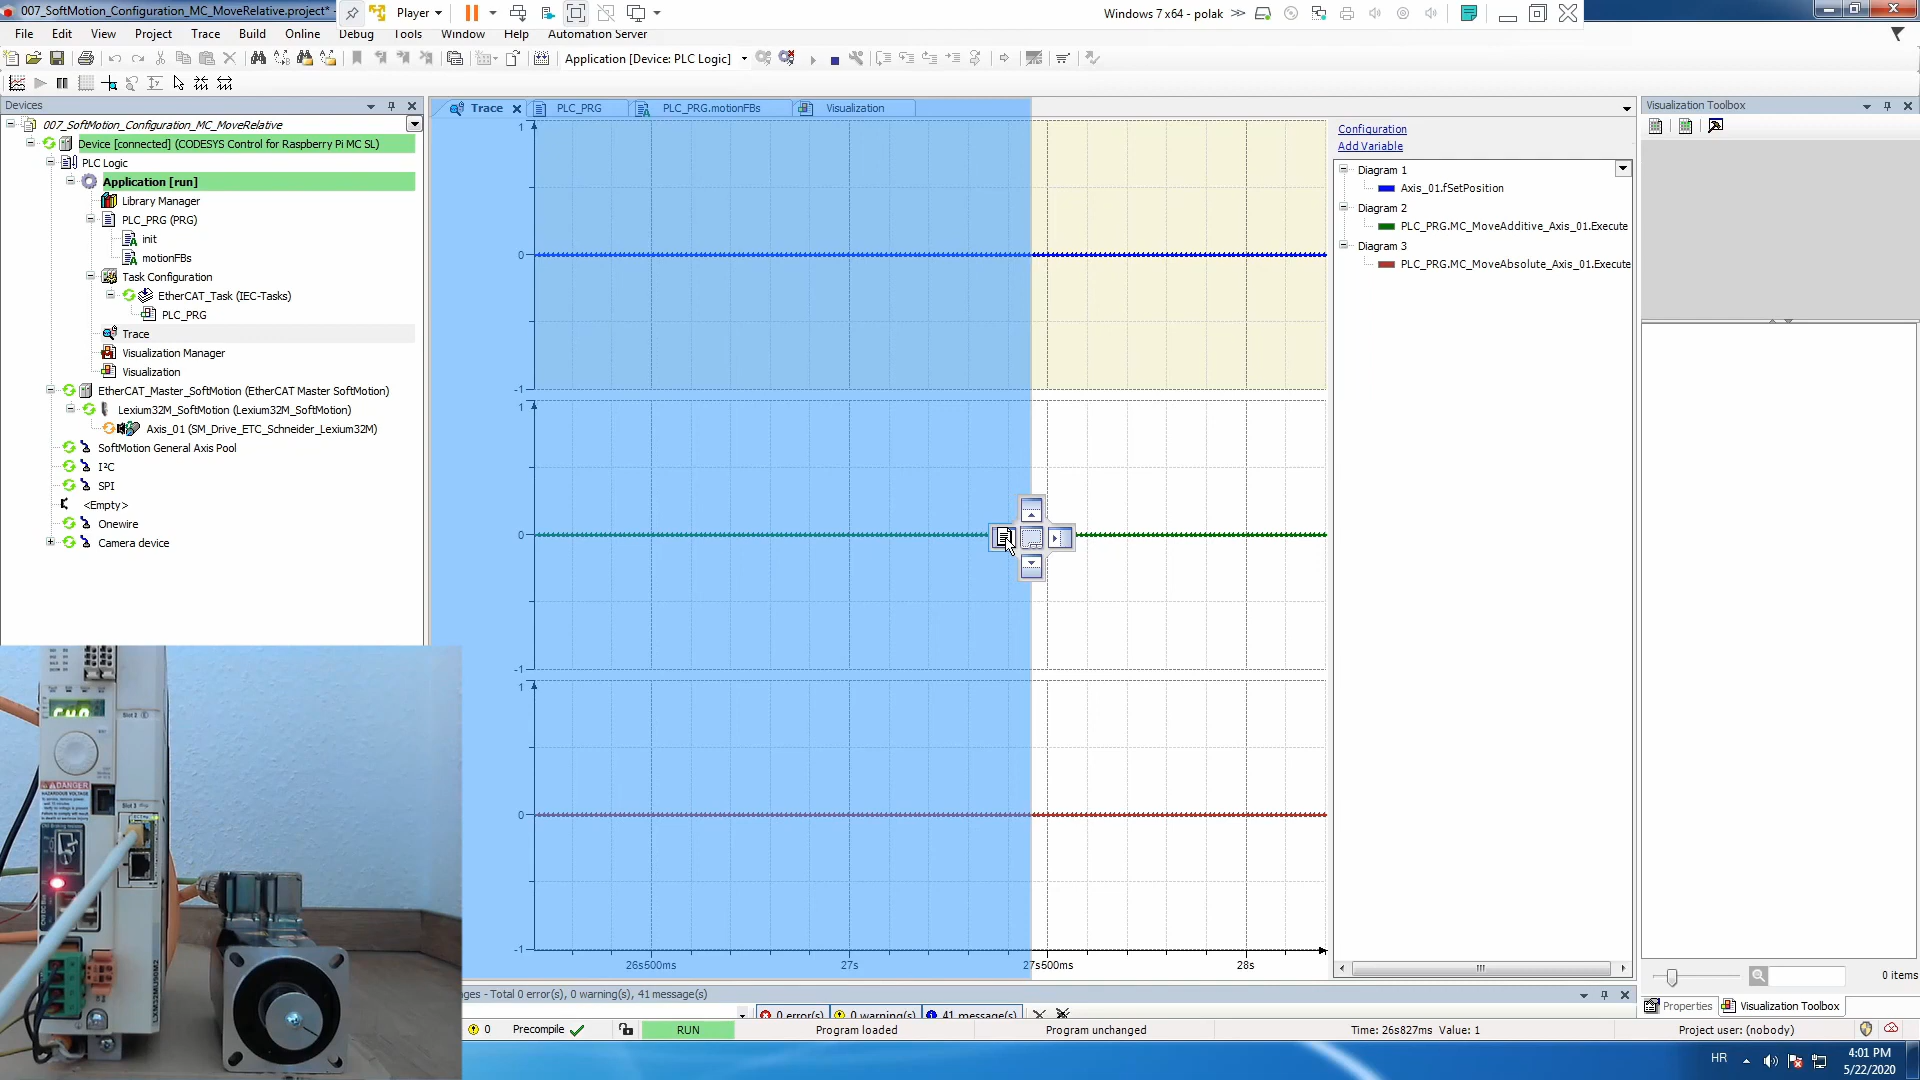 007_SoftMotion_Configuration_MC_MoveRelative.project* -
Player
Windows 7 x64 - polak
File Edit View Project Trace Build Online Debug Tools Window Help Automation Server
Application [Device: PLC Logic]
Devices
007_SoftMotion_Configuration_MC_MoveRelative
Device [connected] (CODESYS Control for Raspberry Pi MC SL)
PLC Logic
Application [run]
Library Manager
PLC_PRG (PRG)
init
motionFBs
Task Configuration
EtherCAT_Task (IEC-Tasks)
PLC_PRG
Trace
Visualization Manager
Visualization
EtherCAT_Master_SoftMotion (EtherCAT Master SoftMotion)
Lexium32M_SoftMotion (Lexium32M_SoftMotion)
Axis_01 (SM_Drive_ETC_Schneider_Lexium32M)
SoftMotion General Axis Pool
I²C
SPI
<Empty>
Onewire
Camera device
Trace PLC_PRG PLC_PRG.motionFBs Visualization
1
0
-1
1
0
-1
1
0
-1
26s500ms 27s 27s500ms 28s
Configuration
Add Variable
Diagram 1
Axis_01.fSetPosition
Diagram 2
PLC_PRG.MC_MoveAdditive_Axis_01.Execute
Diagram 3
PLC_PRG.MC_MoveAbsolute_Axis_01.Execute
Visualization Toolbox
0 items
Properties Visualization Toolbox
ges - Total 0 error(s), 0 warning(s), 41 message(s)
0 error(s) 0 warning(s) 41 message(s)
0 Precompile RUN Program loaded Program unchanged Time: 26s827ms Value: 1 Project user: (nobody)
HR
4:01 PM
5/22/2020
Slot 2
Slot 3
DANGER